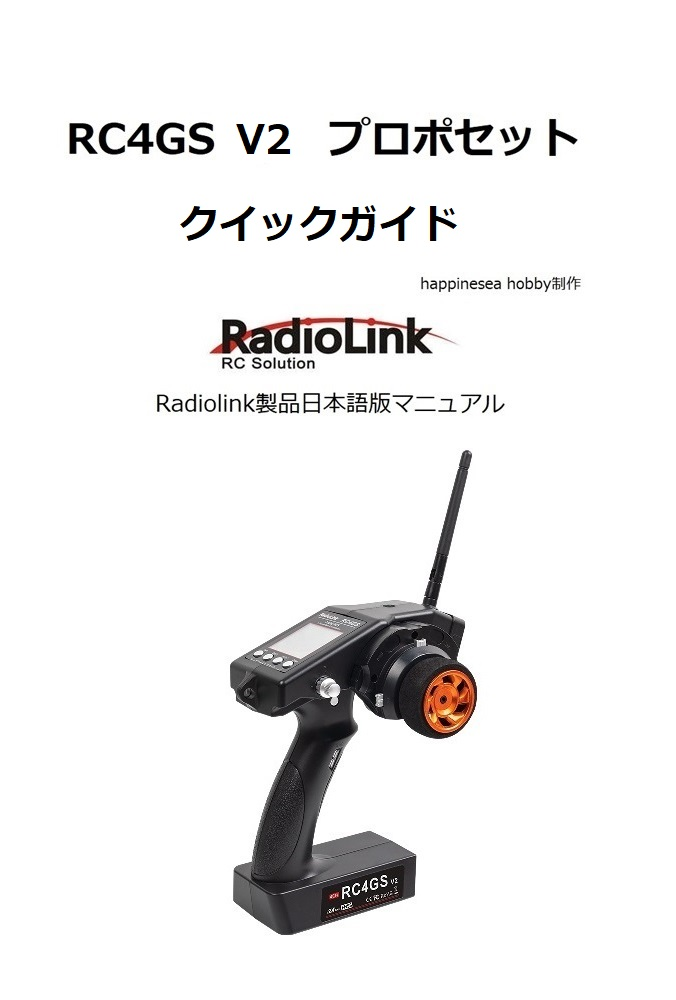 RC4GS V2 プロポセット
クイックガイド
happinesea hobby制作
RadioLink
RC Solution
Radiolink製品日本語版マニュアル
RC4GS V2